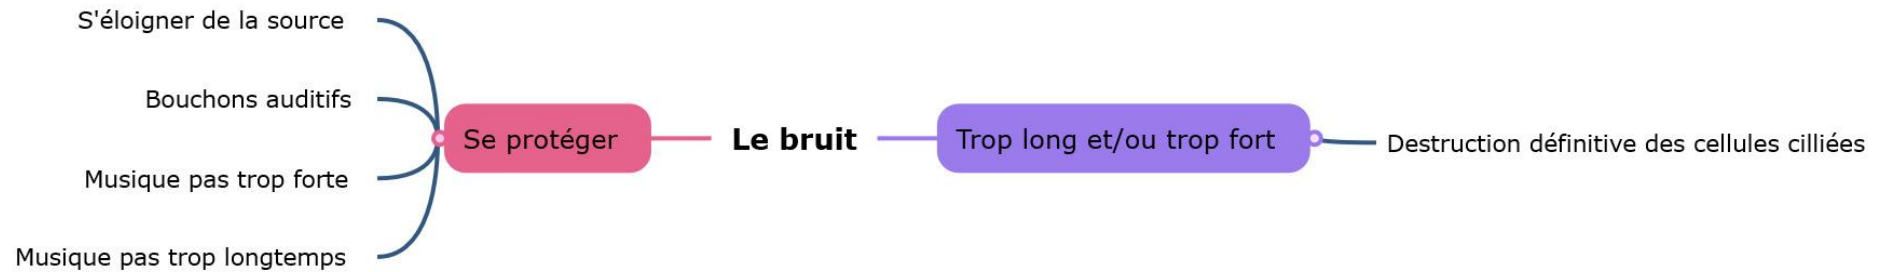 S'éloigner de la source
Bouchons auditifs
Musique pas trop forte
Musique pas trop longtemps
Se protéger
Le bruit
Trop long et/ou trop fort
Destruction définitive des cellules cilliées